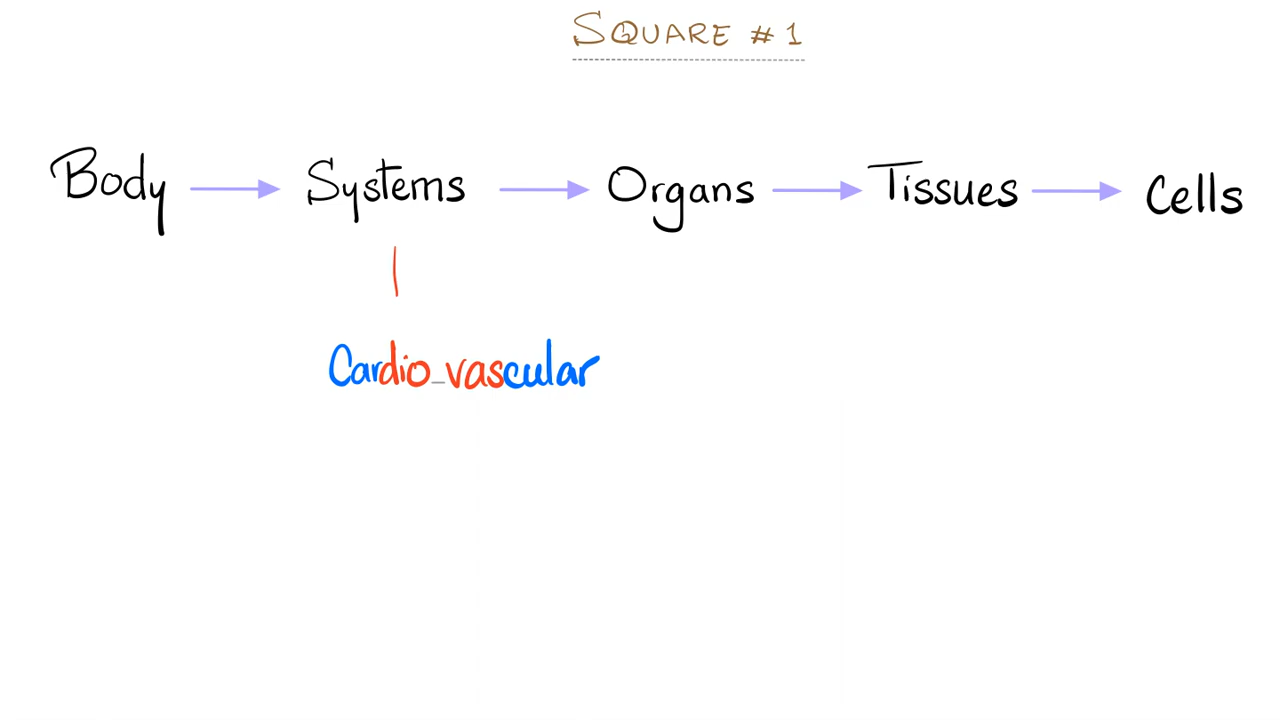 SQUARE # 1
Body → Systems → Organs → Tissues → Cells
Cardio_vascular